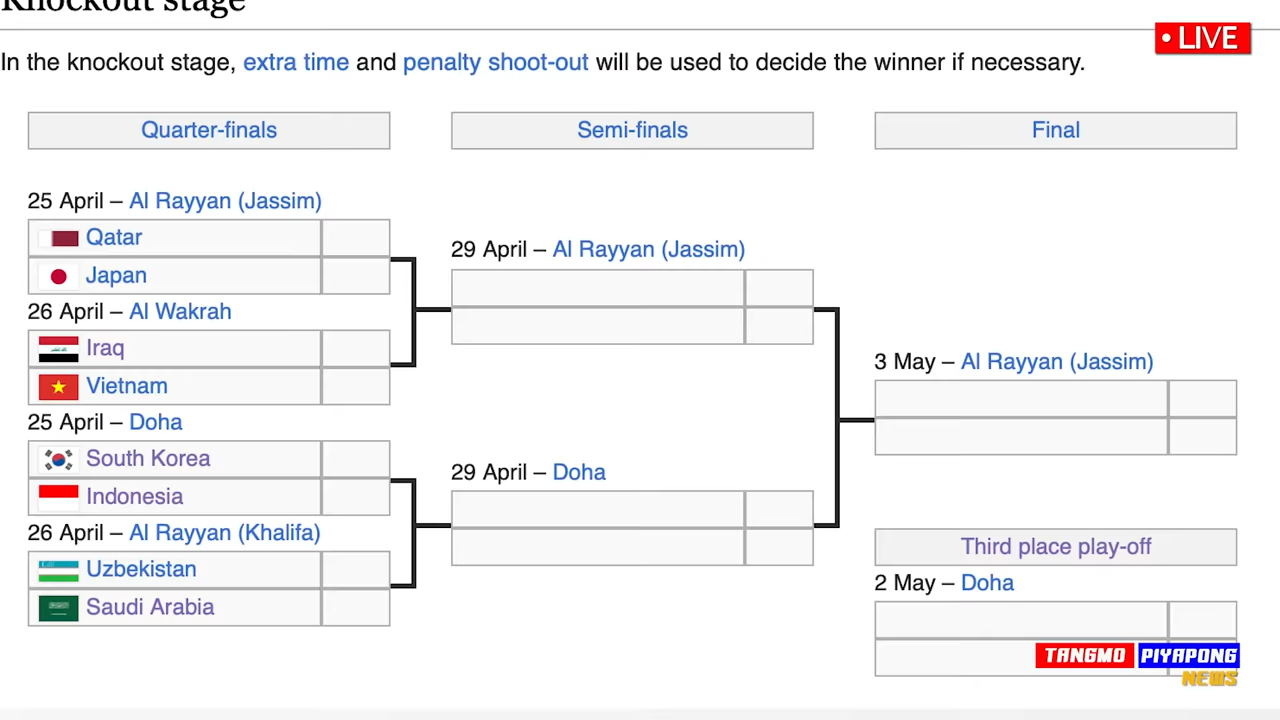 Knockout stage
• LIVE
In the knockout stage, extra time and penalty shoot-out will be used to decide the winner if necessary.
Quarter-finals
Semi-finals
Final
25 April – Al Rayyan (Jassim)
Qatar
Japan
26 April – Al Wakrah
Iraq
Vietnam
25 April – Doha
South Korea
Indonesia
26 April – Al Rayyan (Khalifa)
Uzbekistan
Saudi Arabia
29 April – Al Rayyan (Jassim)
29 April – Doha
3 May – Al Rayyan (Jassim)
Third place play-off
2 May – Doha
TANGMO PIYAPONG
NEWS